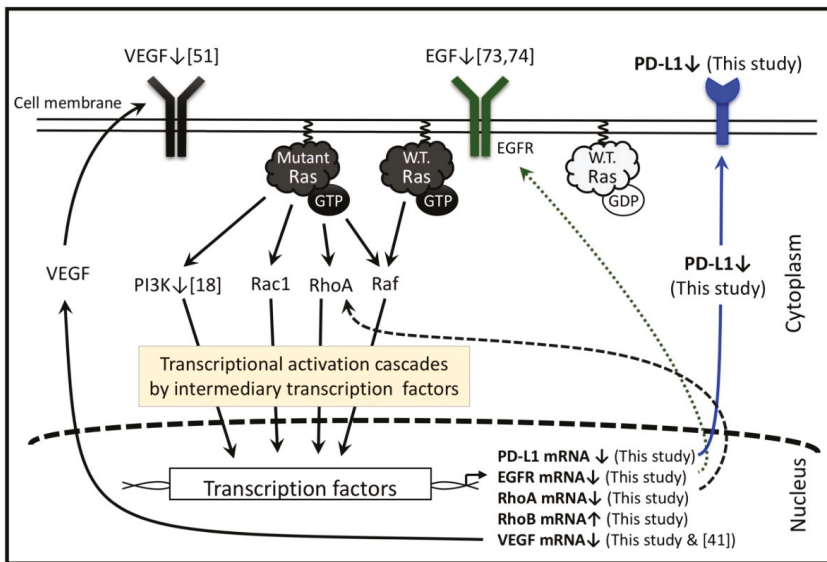 VEGF↓[51]
EGF↓[73,74]
PD-L1↓ (This study)
Cell membrane
EGFR
Mutant
Ras
GTP
W.T.
Ras
GTP
W.T.
Ras
GDP
VEGF
PI3K↓[18]
Rac1
RhoA
Raf
PD-L1↓
(This study)
Cytoplasm
Transcriptional activation cascades
by intermediary transcription factors
Transcription factors
PD-L1 mRNA ↓ (This study)
EGFR mRNA↓ (This study)
RhoA mRNA↓ (This study)
RhoB mRNA↑ (This study)
VEGF mRNA↓ (This study & [41])
Nucleus